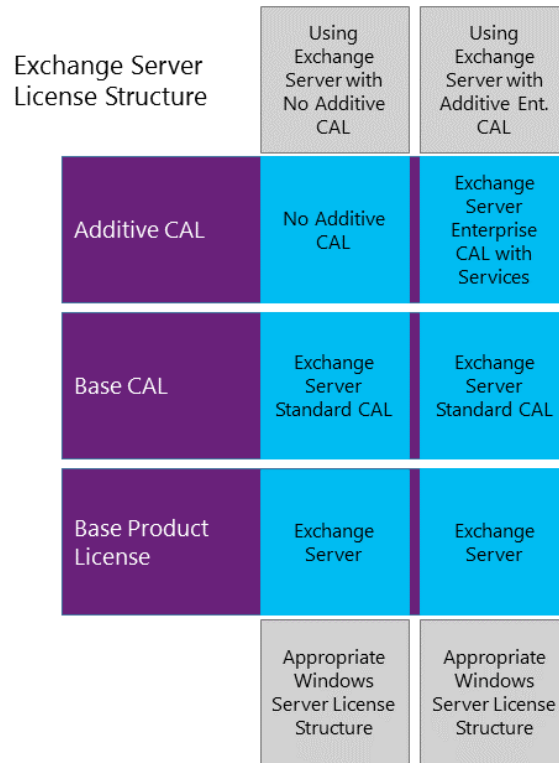 Exchange Server
License Structure
Using
Exchange
Server with
No Additive
CAL
Using
Exchange
Server with
Additive Ent.
CAL
Additive CAL
No Additive
CAL
Exchange
Server
Enterprise
CAL with
Services
Base CAL
Exchange
Server
Standard CAL
Exchange
Server
Standard CAL
Base Product
License
Exchange
Server
Exchange
Server
Appropriate
Windows
Server License
Structure
Appropriate
Windows
Server License
Structure